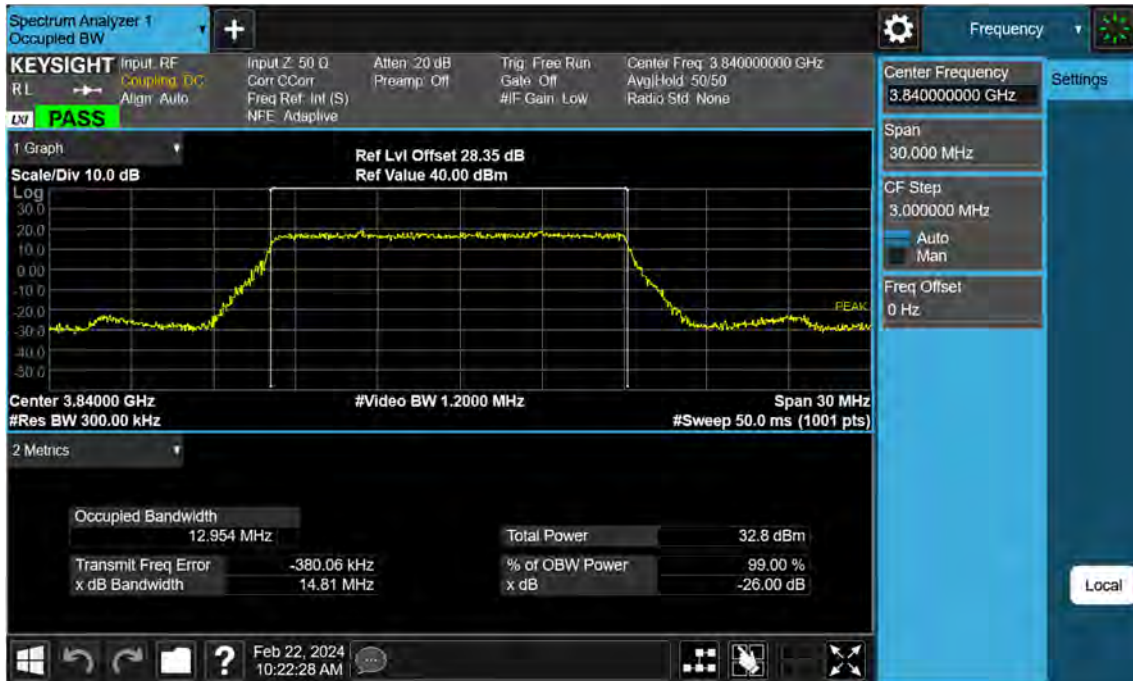 Spectrum Analyzer 1
Occupied BW
+
Frequency
KEYSIGHT
RL
LXI
PASS
Input: RF
Coupling: DC
Align: Auto
Input Z: 50 Ω
Corr CCorr
Freq Ref: Int (S)
NFE: Adaptive
Atten: 20 dB
Preamp: Off
Trig: Free Run
Gate: Off
#IF Gain: Low
Center Freq: 3.840000000 GHz
Avg|Hold: 50/50
Radio Std: None
Center Frequency
3.840000000 GHz
Settings
Span
30.000 MHz
CF Step
3.000000 MHz
Auto
Man
Freq Offset
0 Hz
1 Graph
Scale/Div 10.0 dB
Ref Lvl Offset 28.35 dB
Ref Value 40.00 dBm
Log
30.0
20.0
10.0
0.00
-10.0
-20.0
-30.0
-40.0
-50.0
PEAK
Center 3.84000 GHz
#Video BW 1.2000 MHz
Span 30 MHz
#Res BW 300.00 kHz
#Sweep 50.0 ms (1001 pts)
2 Metrics
Occupied Bandwidth
12.954 MHz
Total Power 32.8 dBm
Transmit Freq Error -380.06 kHz
% of OBW Power 99.00 %
x dB Bandwidth 14.81 MHz
x dB -26.00 dB
Local
?
Feb 22, 2024
10:22:28 AM